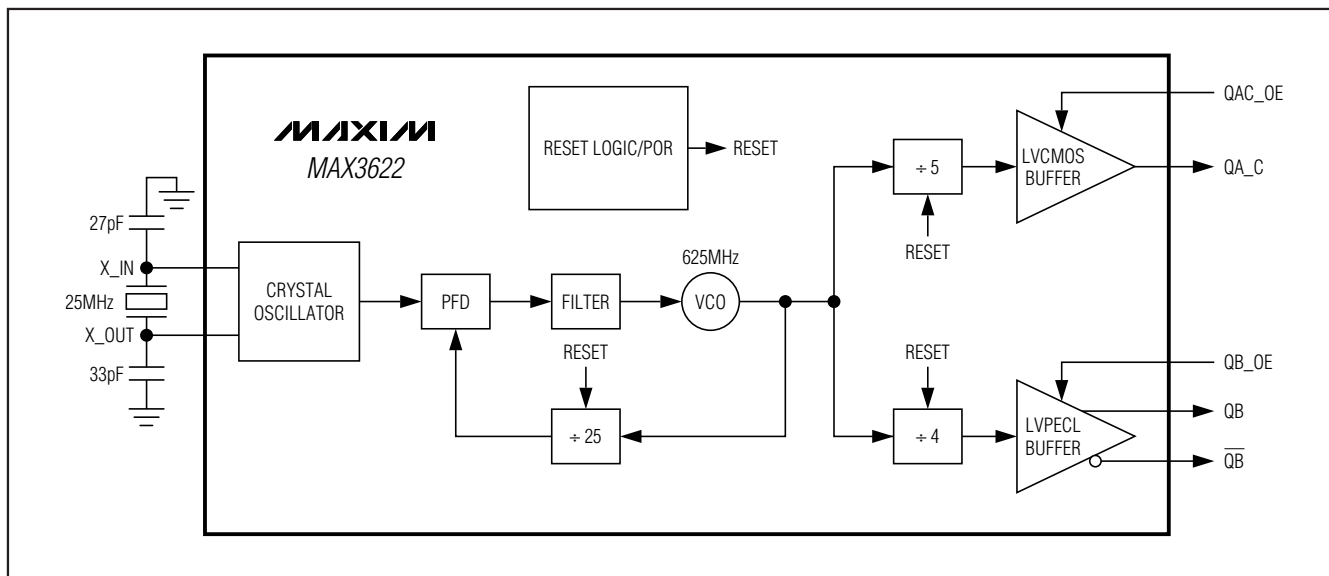 MAXIM
MAX3622
RESET LOGIC/POR
RESET
QAC_OE
LVCMOS
BUFFER
QA_C
÷ 5
RESET
27pF
X_IN
25MHz
X_OUT
33pF
CRYSTAL
OSCILLATOR
PFD
FILTER
625MHz
VCO
RESET
÷ 25
RESET
÷ 4
QB_OE
LVPECL
BUFFER
QB
Q̅B̅